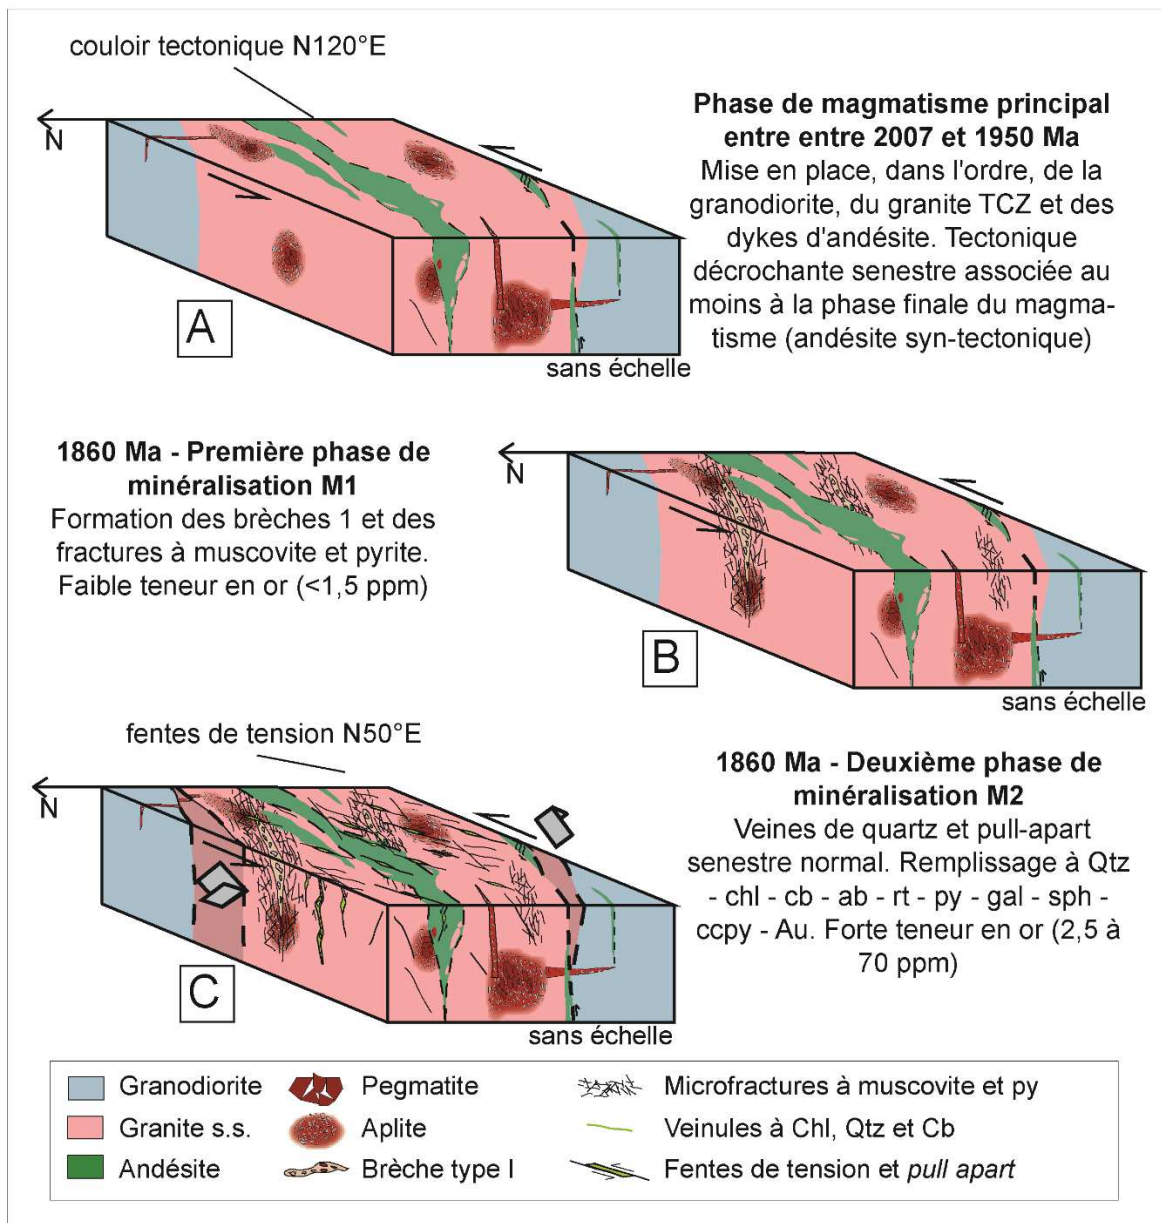 couloir tectonique N120°E
N
A
sans échelle
Phase de magmatisme principal
entre entre 2007 et 1950 Ma
Mise en place, dans l'ordre, de la
granodiorite, du granite TCZ et des
dykes d'andésite. Tectonique
décrochante senestre associée au
moins à la phase finale du magma-
tisme (andésite syn-tectonique)
1860 Ma - Première phase de
minéralisation M1
Formation des brèches 1 et des
fractures à muscovite et pyrite.
Faible teneur en or (<1,5 ppm)
N
B
sans échelle
fentes de tension N50°E
N
C
sans échelle
1860 Ma - Deuxième phase de
minéralisation M2
Veines de quartz et pull-apart
senestre normal. Remplissage à Qtz
- chl - cb - ab - rt - py - gal - sph -
ccpy - Au. Forte teneur en or (2,5 à
70 ppm)
Granodiorite
Granite s.s.
Andésite
Pegmatite
Aplite
Brèche type I
Microfractures à muscovite et py
Veinules à Chl, Qtz et Cb
Fentes de tension et pull apart